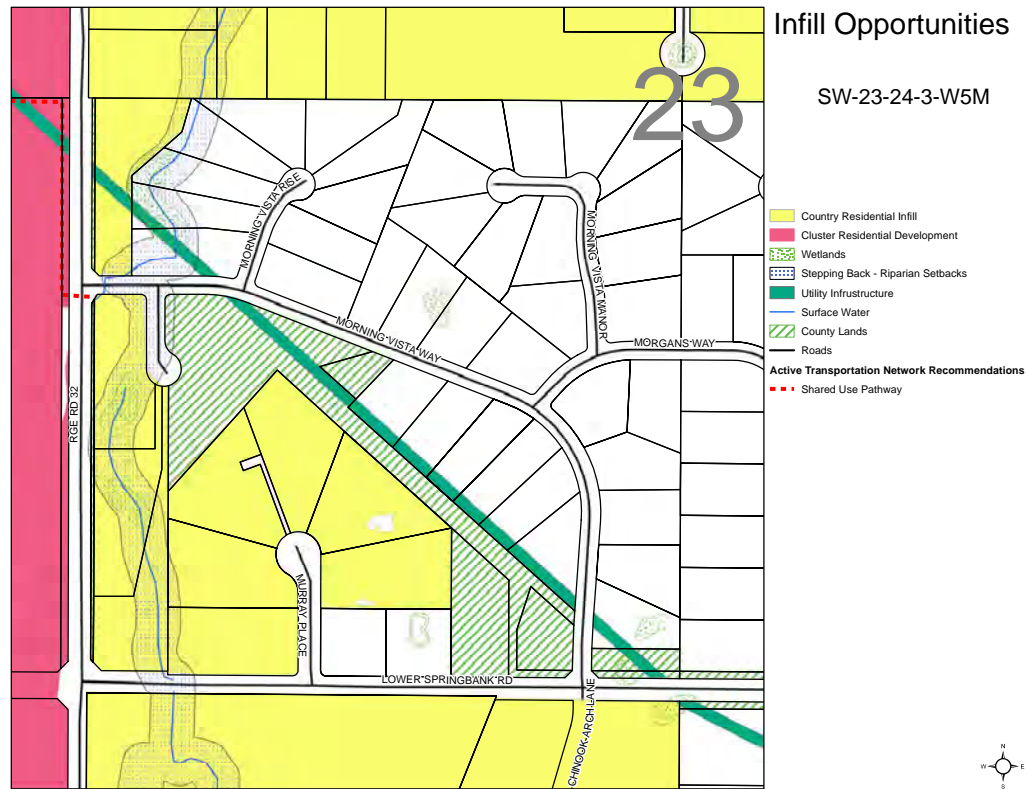 Infill Opportunities
SW-23-24-3-W5M
23
MORNING VISTA RISE
MORNING VISTA MANOR
MORNING VISTA WAY
MORGANS WAY
RGE RD 32
MURRAY PLACE
LOWER SPRINGBANK RD
CHINOOK ARCH LANE
Country Residential Infill
Cluster Residential Development
Wetlands
Stepping Back - Riparian Setbacks
Utility Infrustructure
Surface Water
County Lands
Roads
Active Transportation Network Recommendations
Shared Use Pathway
N
W E
S